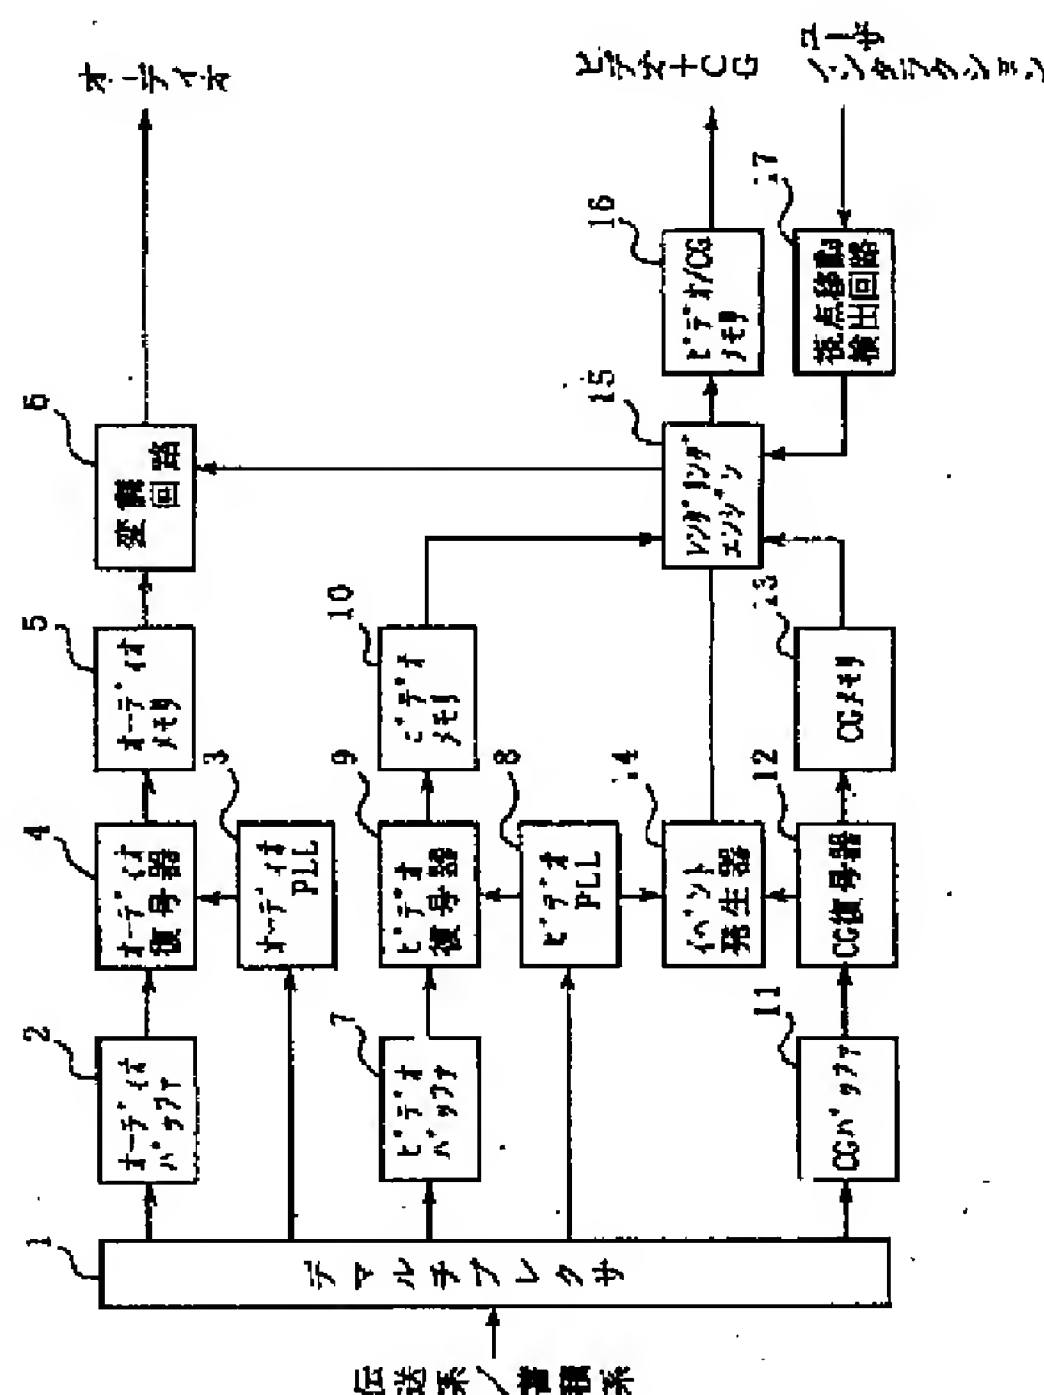 伝送系/蓄積系
1
デマルチプレクサ
2
オーディオ
バッファ
3
オーディオ
PLL
4
オーディオ
復号器
5
オーディオ
メモリ
6
変調
回路
オーディオ
7
ビデオ
バッファ
8
ビデオ
PLL
9
ビデオ
復号器
10
ビデオ
メモリ
11
CGバッファ
12
CG復号器
13
CGメモリ
14
イベント
発生器
15
レンダリング
エンジン
16
ビデオ/CG
メモリ
ビデオ+CG
17
視点移動
検出回路
ユーザ
インタラクション